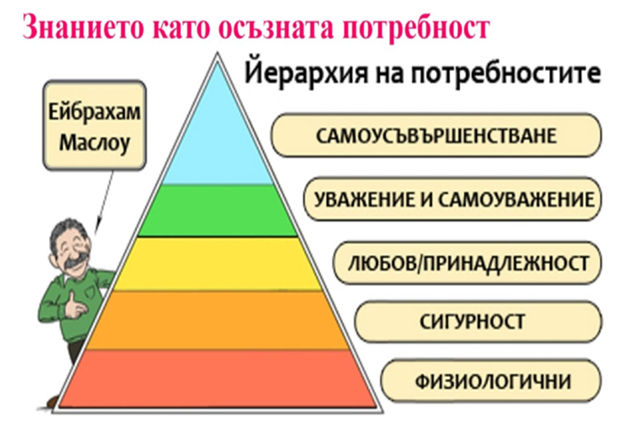 Знанието като осъзната потребност
Йерархия на потребностите
Ейбрахам
Маслоу
САМОУСЪВЪРШЕНСТВАНЕ
УВАЖЕНИЕ И САМОУВАЖЕНИЕ
ЛЮБОВ/ПРИНАДЛЕЖНОСТ
СИГУРНОСТ
ФИЗИОЛОГИЧНИ